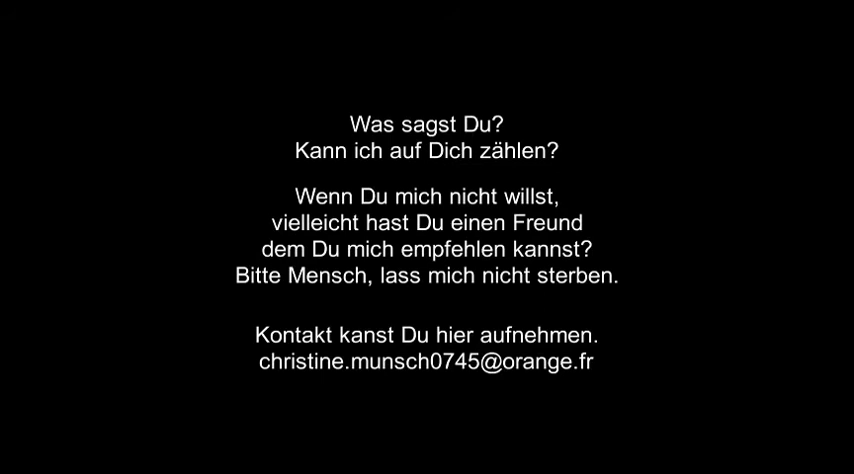 Was sagst Du?
Kann ich auf Dich zählen?
Wenn Du mich nicht willst,
vielleicht hast Du einen Freund
dem Du mich empfehlen kannst?
Bitte Mensch, lass mich nicht sterben.
Kontakt kanst Du hier aufnehmen.
christine.munsch0745@orange.fr